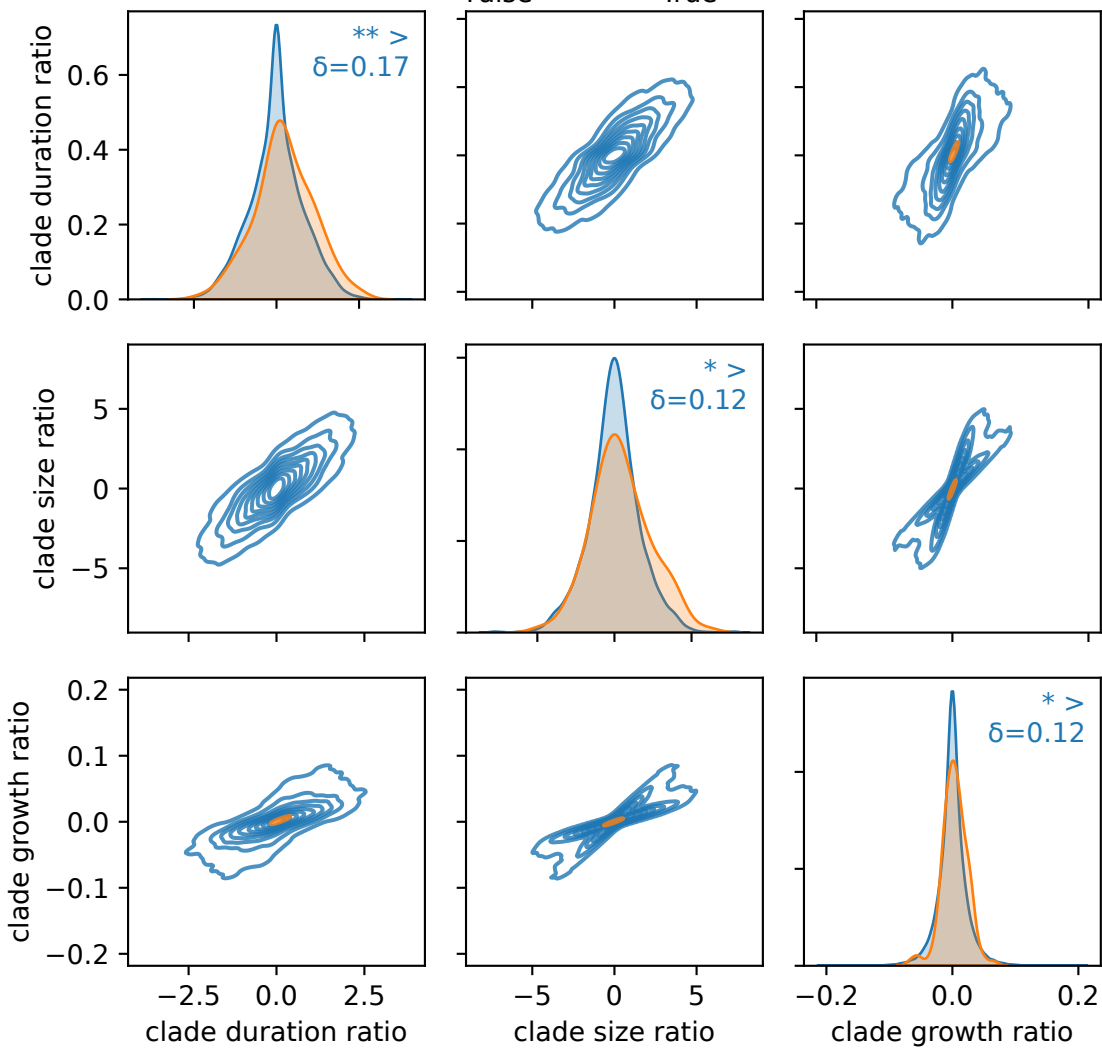 clade duration ratio
0.6
0.4
0.2
0.0
** >
δ=0.17
clade size ratio
5
0
−5
* >
δ=0.12
clade growth ratio
0.2
0.1
0.0
−0.1
−0.2
* >
δ=0.12
−2.5 0.0 2.5
clade duration ratio
−5 0 5
clade size ratio
−0.2 0.0 0.2
clade growth ratio